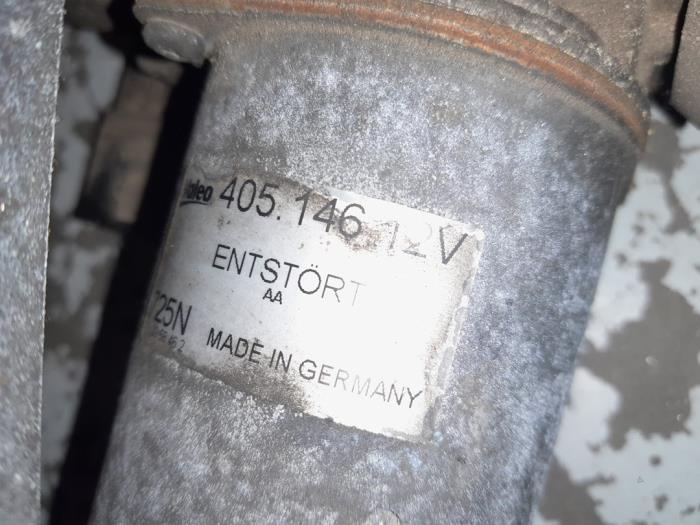 Valeo 405.146 12V
ENTSTÖRT
AA
725N MADE IN GERMANY